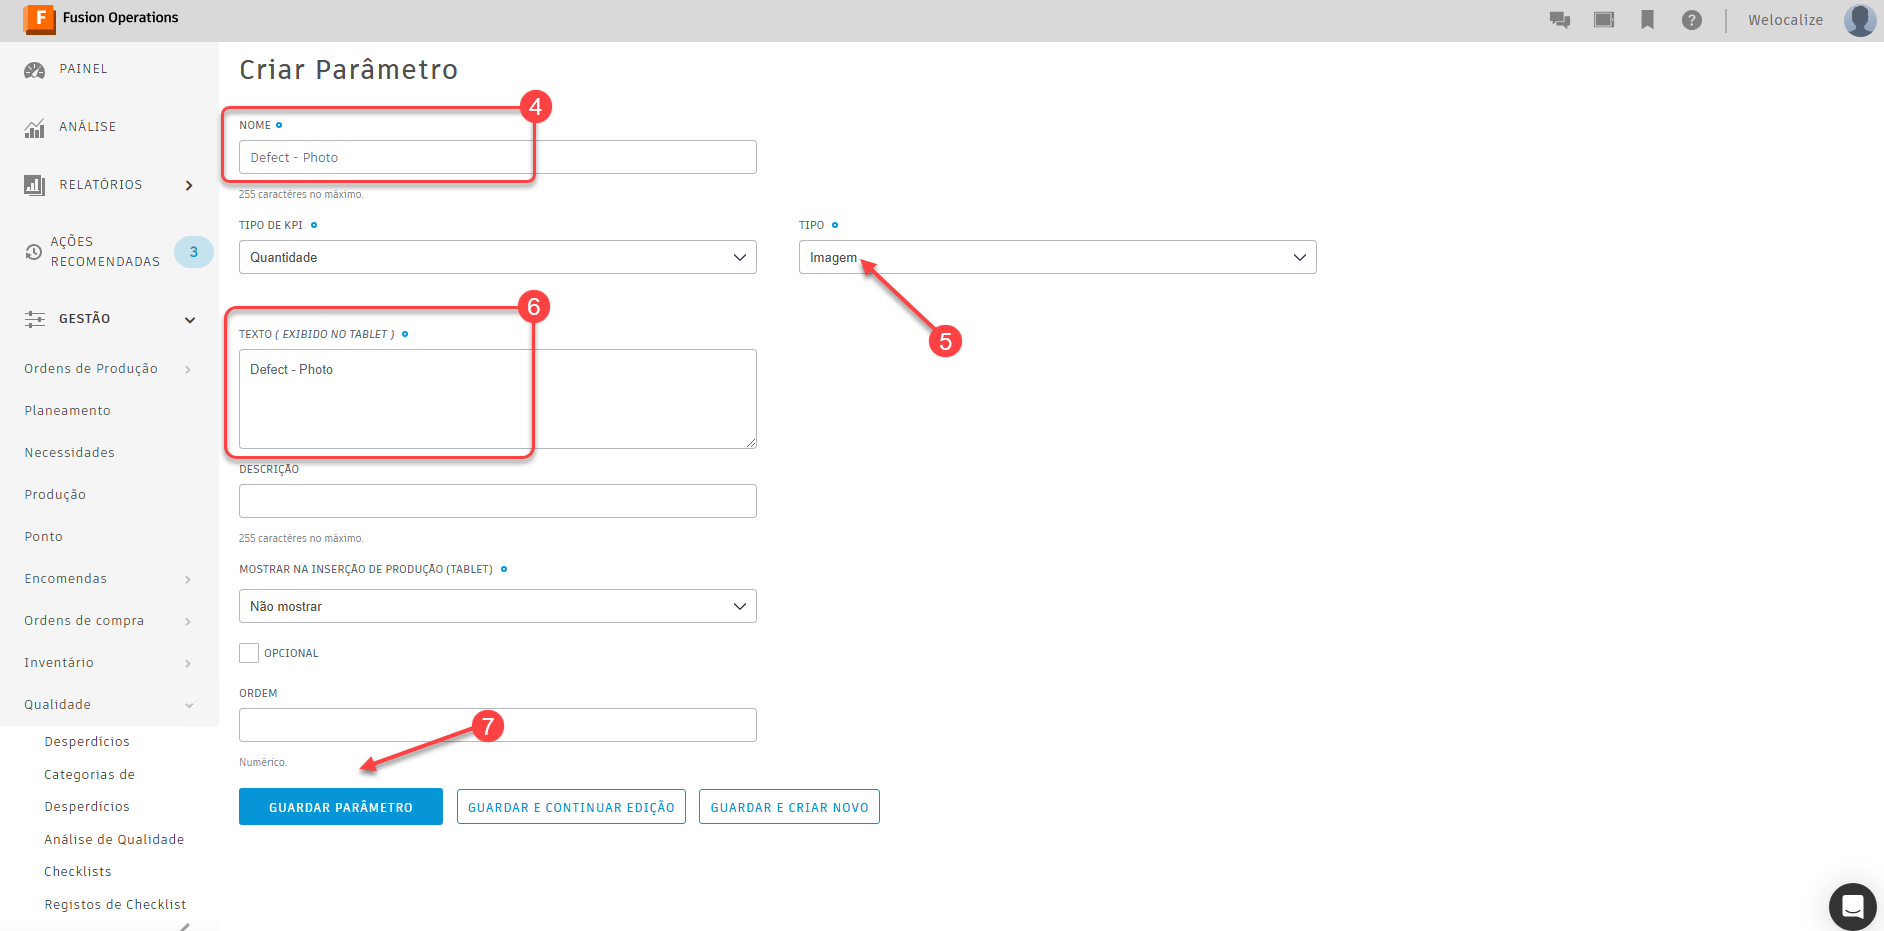 F Fusion Operations
? Welocalize
PAINEL
ANÁLISE
RELATÓRIOS
AÇÕES
RECOMENDADAS
3
GESTÃO
Ordens de Produção
Planeamento
Necessidades
Produção
Ponto
Encomendas
Ordens de compra
Inventário
Qualidade
Desperdícios
Categorias de
Desperdícios
Análise de Qualidade
Checklists
Registos de Checklist
Criar Parâmetro
4
NOME
Defect - Photo
255 caractéres no máximo.
TIPO DE KPI
Quantidade
TIPO
Imagem
5
6
TEXTO ( EXIBIDO NO TABLET )
Defect - Photo
DESCRIÇÃO
255 caractéres no máximo.
MOSTRAR NA INSERÇÃO DE PRODUÇÃO (TABLET)
Não mostrar
OPCIONAL
ORDEM
7
Numérico.
GUARDAR PARÂMETRO
GUARDAR E CONTINUAR EDIÇÃO
GUARDAR E CRIAR NOVO